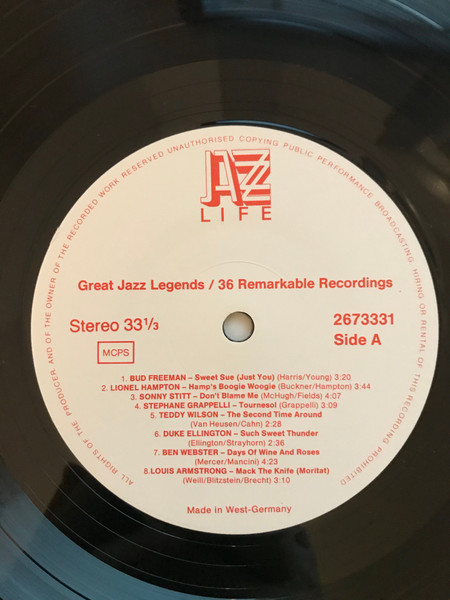 ALL RIGHTS OF THE PRODUCER, AND OF THE OWNER OF THE RECORDED WORK RESERVED UNAUTHORISED COPYING PUBLIC PERFORMANCE BROADCASTING HIRING OR RENTAL OF THIS RECORDING PROHIBITED
JAZZ
LIFE
Great Jazz Legends / 36 Remarkable Recordings
Stereo 33 1/3
2673331
MCPS
Side A
1. BUD FREEMAN – Sweet Sue (Just You) (Harris/Young) 3:20
2. LIONEL HAMPTON – Hamp's Boogie Woogie (Buckner/Hampton) 3:44
3. SONNY STITT – Don't Blame Me (McHugh/Fields) 4:07
4. STEPHANE GRAPPELLI – Tournesol (Grappelli) 3:09
5. TEDDY WILSON – The Second Time Around
(Van Heusen/Cahn) 2:28
6. DUKE ELLINGTON – Such Sweet Thunder
(Ellington/Strayhorn) 2:36
7. BEN WEBSTER – Days Of Wine And Roses
(Mercer/Mancini) 4:23
8.LOUIS ARMSTRONG – Mack The Knife (Moritat)
(Weill/Blitzstein/Brecht) 3:10
Made in West-Germany